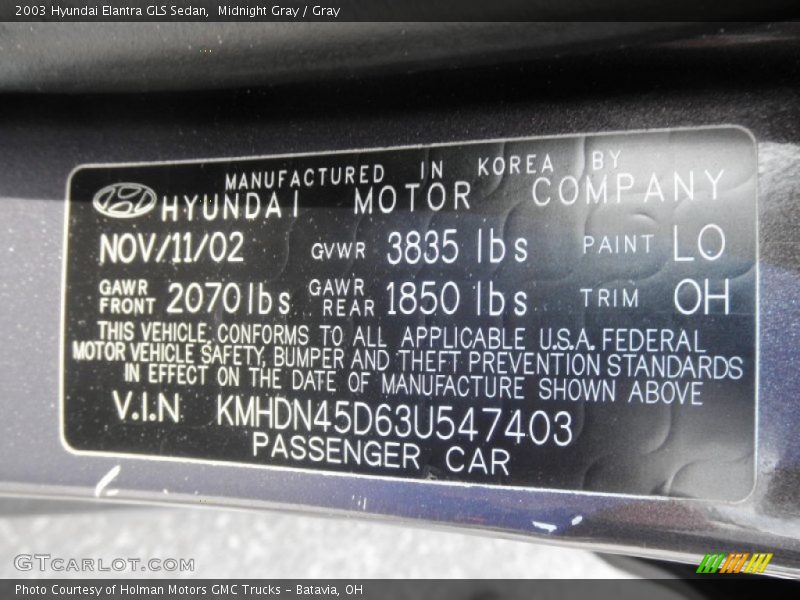 2003 Hyundai Elantra GLS Sedan,  Midnight Gray / Gray
MANUFACTURED IN KOREA BY
HYUNDAI MOTOR COMPANY
NOV/11/02 GVWR 3835 lbs PAINT LO
GAWR FRONT 2070 lbs GAWR REAR 1850 lbs TRIM OH
THIS VEHICLE CONFORMS TO ALL APPLICABLE U.S.A. FEDERAL
MOTOR VEHICLE SAFETY, BUMPER AND THEFT PREVENTION STANDARDS
IN EFFECT ON THE DATE OF MANUFACTURE SHOWN ABOVE
V.I.N KMHDN45D63U547403
PASSENGER CAR
GTCARLOT.COM
Photo Courtesy of Holman Motors GMC Trucks - Batavia, OH